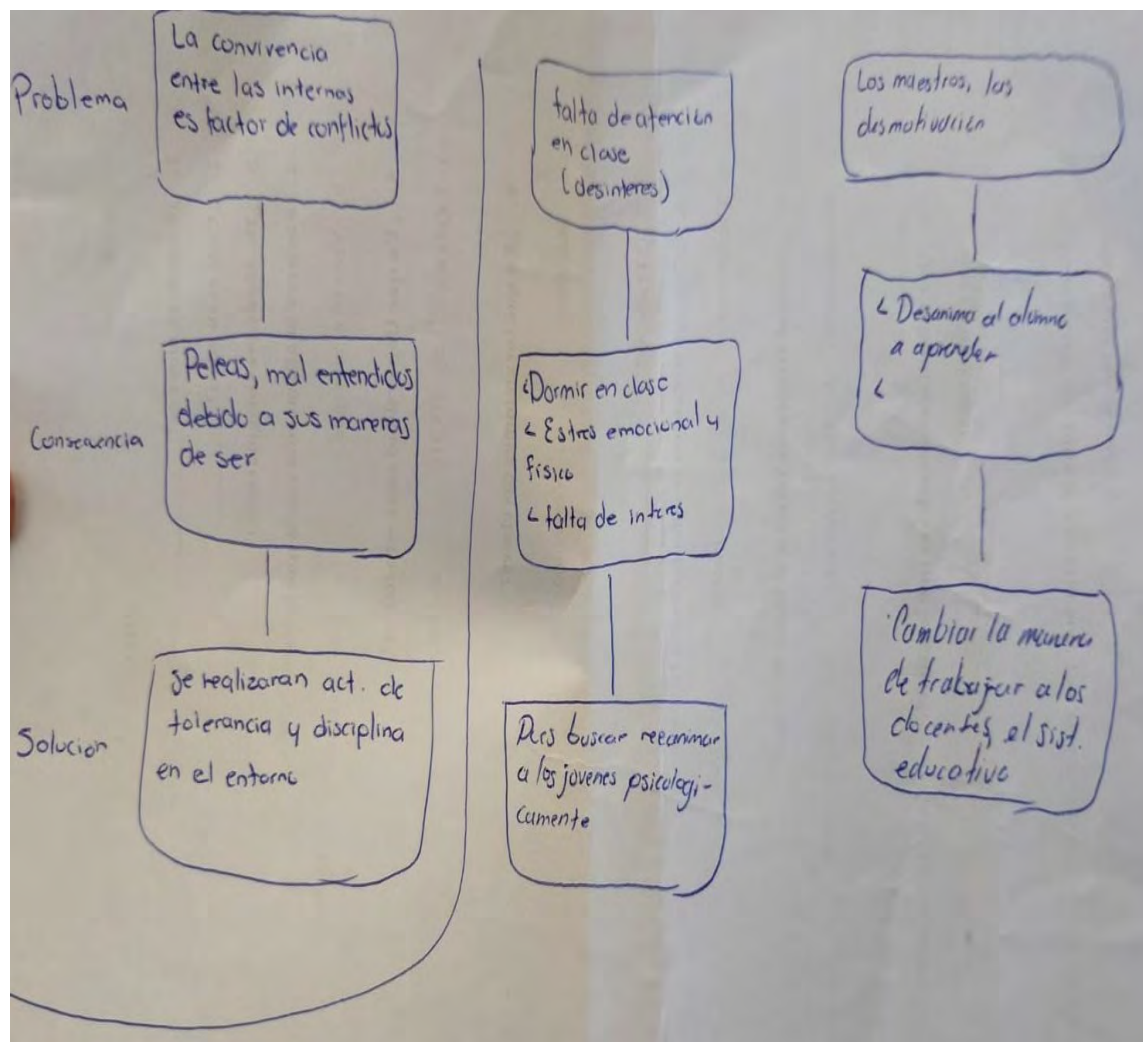 Problema
La convivencia
entre las internas
es factor de conflictos
falta de atención
en clase
(desinteres)
Los maestros, las
desmotivación
Consecuencia
Peleas, mal entendidos
debido a sus maneras
de ser
Dormir en clase
Estres emocional y
físico
falta de interes
Desanima al alumno
a aprender
Solucion
Se realizaran act. de
tolerancia y disciplina
en el entorno
buscar reeanimar
a los jovenes psicologi-
camente
Cambiar la manera
de trabajar a los
docentes, el sist.
educativo